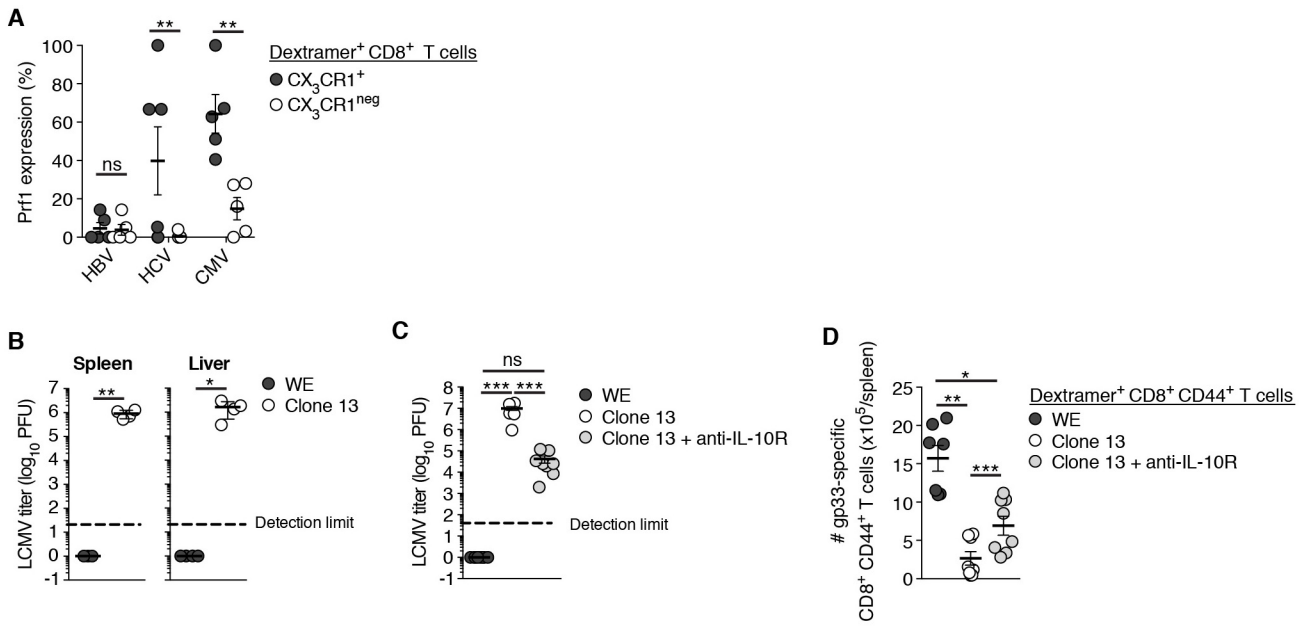 A
** **
Dextramer⁺ CD8⁺ T cells
CX₃CR1⁺
CX₃CR1ⁿᵉᵍ
Prf1 expression (%)
100
80
60
40
20
0
ns
HBV
HCV
CMV
B
Spleen
Liver
WE
Clone 13
** *
LCMV titer (log₁₀ PFU)
7
6
5
4
3
2
1
0
-1
Detection limit
C
ns
*** ***
WE
Clone 13
Clone 13 + anti-IL-10R
LCMV titer (log₁₀ PFU)
8
7
6
5
4
3
2
1
0
-1
Detection limit
D
# gp33-specific
CD8⁺ CD44⁺ T cells (x10⁵/spleen)
25
20
15
10
5
0
*
**
***
Dextramer⁺ CD8⁺ CD44⁺ T cells
WE
Clone 13
Clone 13 + anti-IL-10R